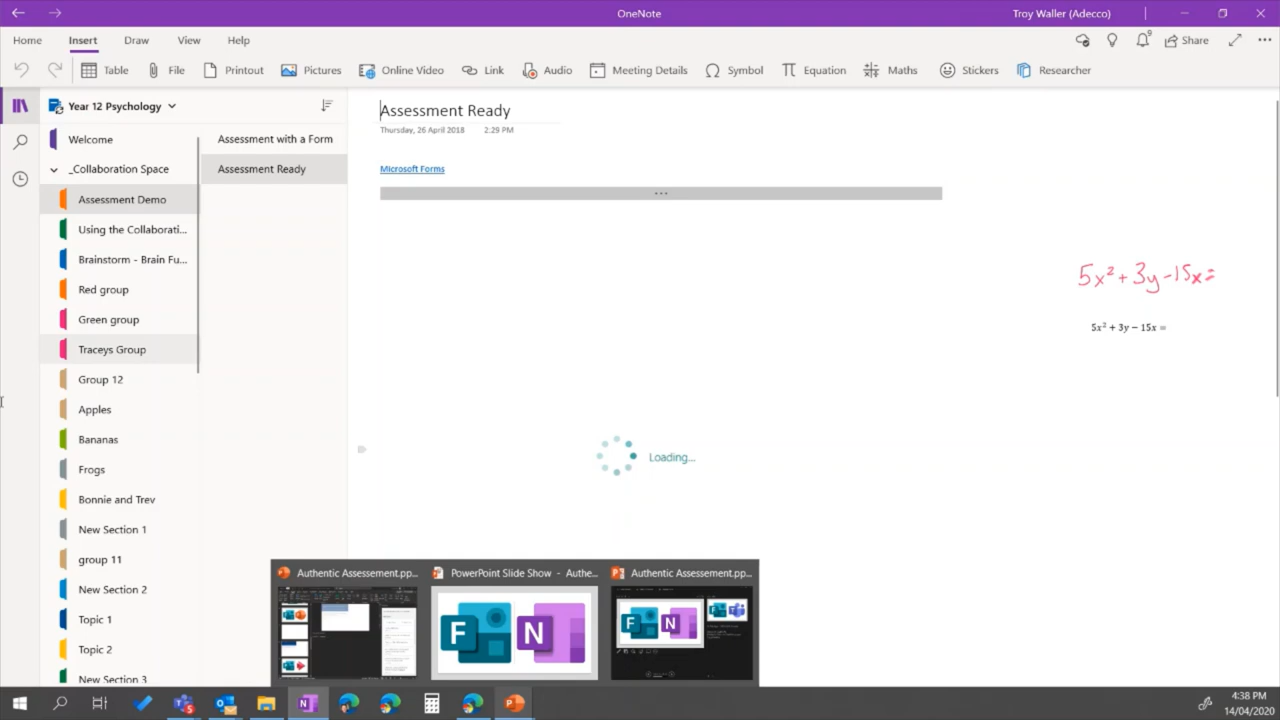 OneNote
Troy Waller (Adecco)
Home Insert Draw View Help
Share
Table File Printout Pictures Online Video Link Audio Meeting Details Symbol Equation Maths Stickers Researcher
Year 12 Psychology
Welcome
_Collaboration Space
Assessment Demo
Using the Collaborati...
Brainstorm - Brain Fu...
Red group
Green group
Traceys Group
Group 12
Apples
Bananas
Frogs
Bonnie and Trev
New Section 1
group 11
New Section 2
Topic 1
Topic 2
New Section 3
Assessment with a Form
Assessment Ready
Assessment Ready
Thursday, 26 April 2018 2:29 PM
Microsoft Forms
5x² + 3y - 15x =
5x² + 3y − 15x =
Loading...
Authentic Assessement.pp...
PowerPoint Slide Show - Authe...
Authentic Assessement.pp...
F N
F N
4:38 PM
14/04/2020